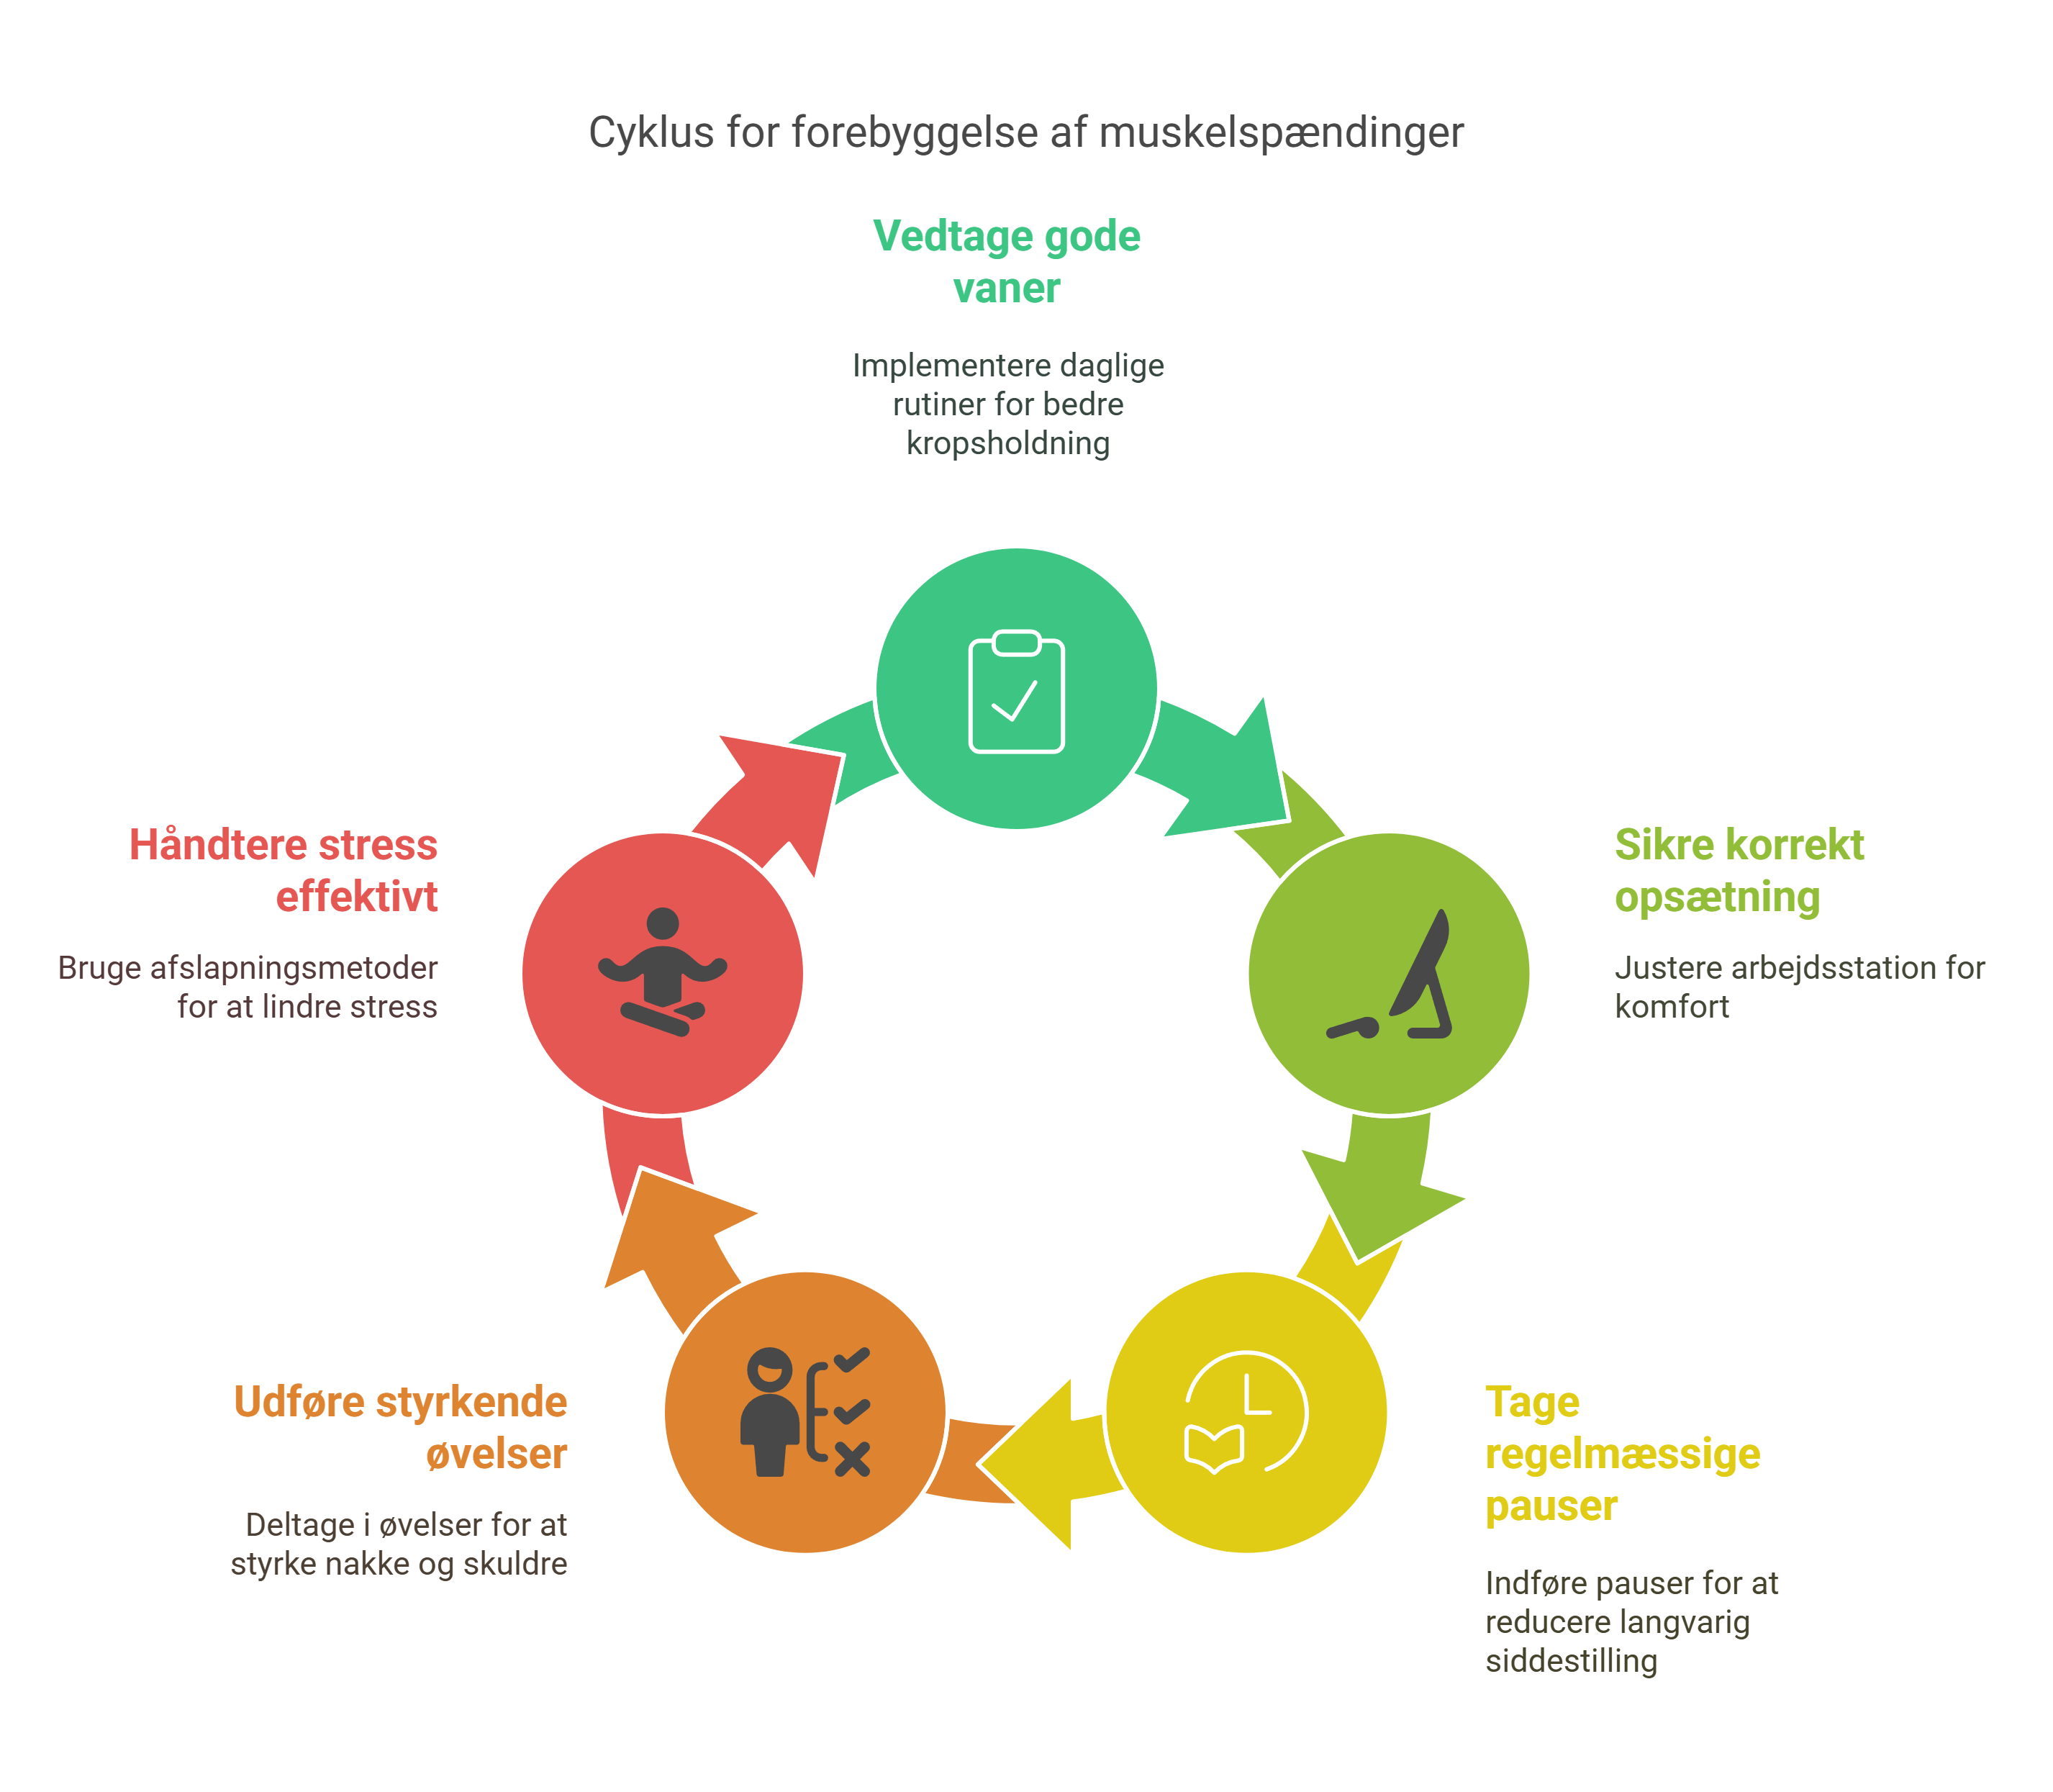 Cyklus for forebyggelse af muskelspændinger
Vedtage gode
vaner
Implementere daglige
rutiner for bedre
kropsholdning
Håndtere stress
effektivt
Bruge afslapningsmetoder
for at lindre stress
Sikre korrekt
opsætning
Justere arbejdsstation for
komfort
Udføre styrkende
øvelser
Deltage i øvelser for at
styrke nakke og skuldre
Tage
regelmæssige
pauser
Indføre pauser for at
reducere langvarig
siddestilling